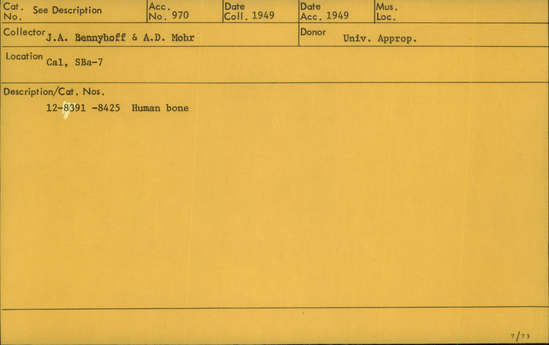 Cat. No. See Description Acc. No. 970 Date Coll. 1949 Date Acc. 1949 Mus. Loc.
Collector J.A. Bennyhoff & A.D. Mohr Donor Univ. Approp.
Location Cal, SBa-7
Description/Cat. Nos.
12-8391 -8425 Human bone
7/73